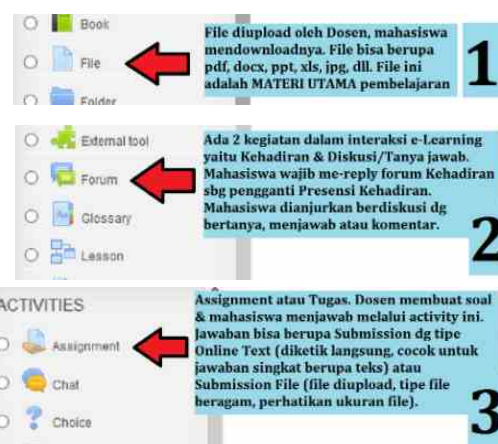 Book
File
Folder
File diupload oleh Dosen, mahasiswa
mendownloadnya. File bisa berupa
pdf, docx, ppt, xls, jpg, dll. File ini
adalah MATERI UTAMA pembelajaran
1
External tool
Forum
Glossary
Lesson
Ada 2 kegiatan dalam interaksi e-Learning
yaitu Kehadiran & Diskusi/Tanya jawab.
Mahasiswa wajib me-reply forum Kehadiran
sbg pengganti Presensi Kehadiran.
Mahasiswa dianjurkan berdiskusi dg
bertanya, menjawab atau komentar.
2
ACTIVITIES
Assignment
Chat
Choice
Assignment atau Tugas. Dosen membuat soal
& mahasiswa menjawab melalui activity ini.
Jawaban bisa berupa Submission dg tipe
Online Text (diketik langsung, cocok untuk
jawaban singkat berupa teks) atau
Submission File (file diupload, tipe file
beragam, perhatikan ukuran file).
3